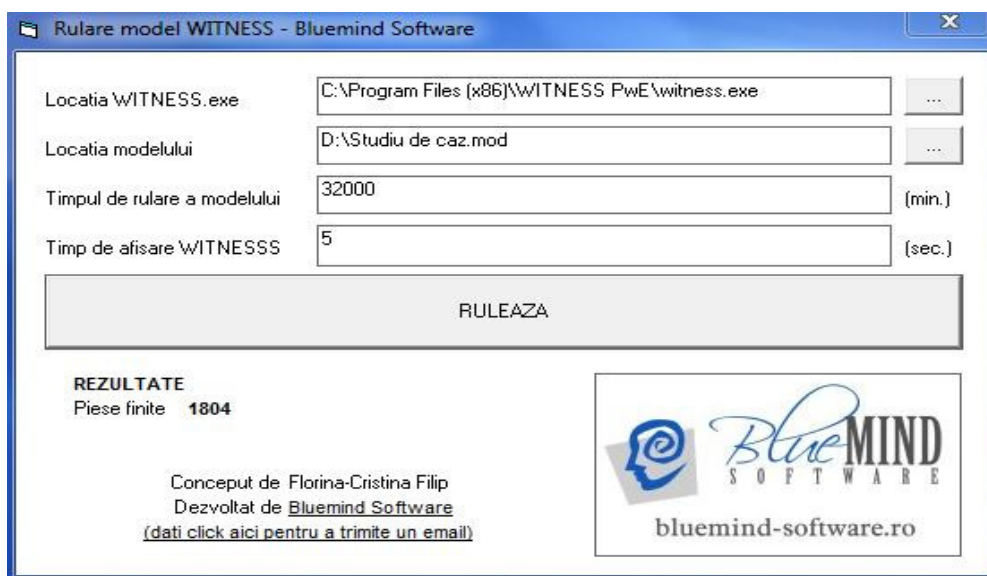 Rulare model WITNESS - Bluemind Software
X
Locatia WITNESS.exe
C:\Program Files (x86)\WITNESS PwE\witness.exe
...
Locatia modelului
D:\Studiu de caz.mod
...
Timpul de rulare a modelului
32000
(min.)
Timp de afisare WITNESSS
5
(sec.)
RULEAZA
REZULTATE
Piese finite 1804
Conceput de Florina-Cristina Filip
Dezvoltat de Bluemind Software
(dati click aici pentru a trimite un email)
BlueMIND
SOFTWARE
bluemind-software.ro